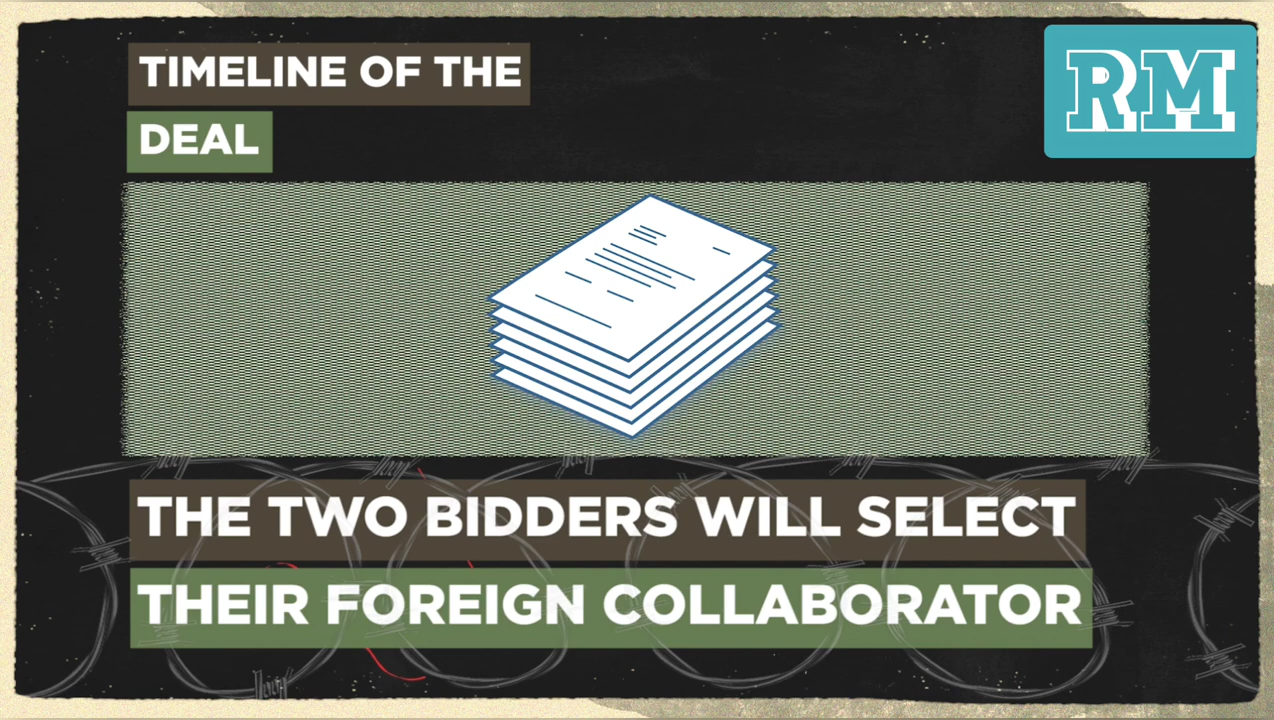 TIMELINE OF THE
DEAL
RM
THE TWO BIDDERS WILL SELECT
THEIR FOREIGN COLLABORATOR